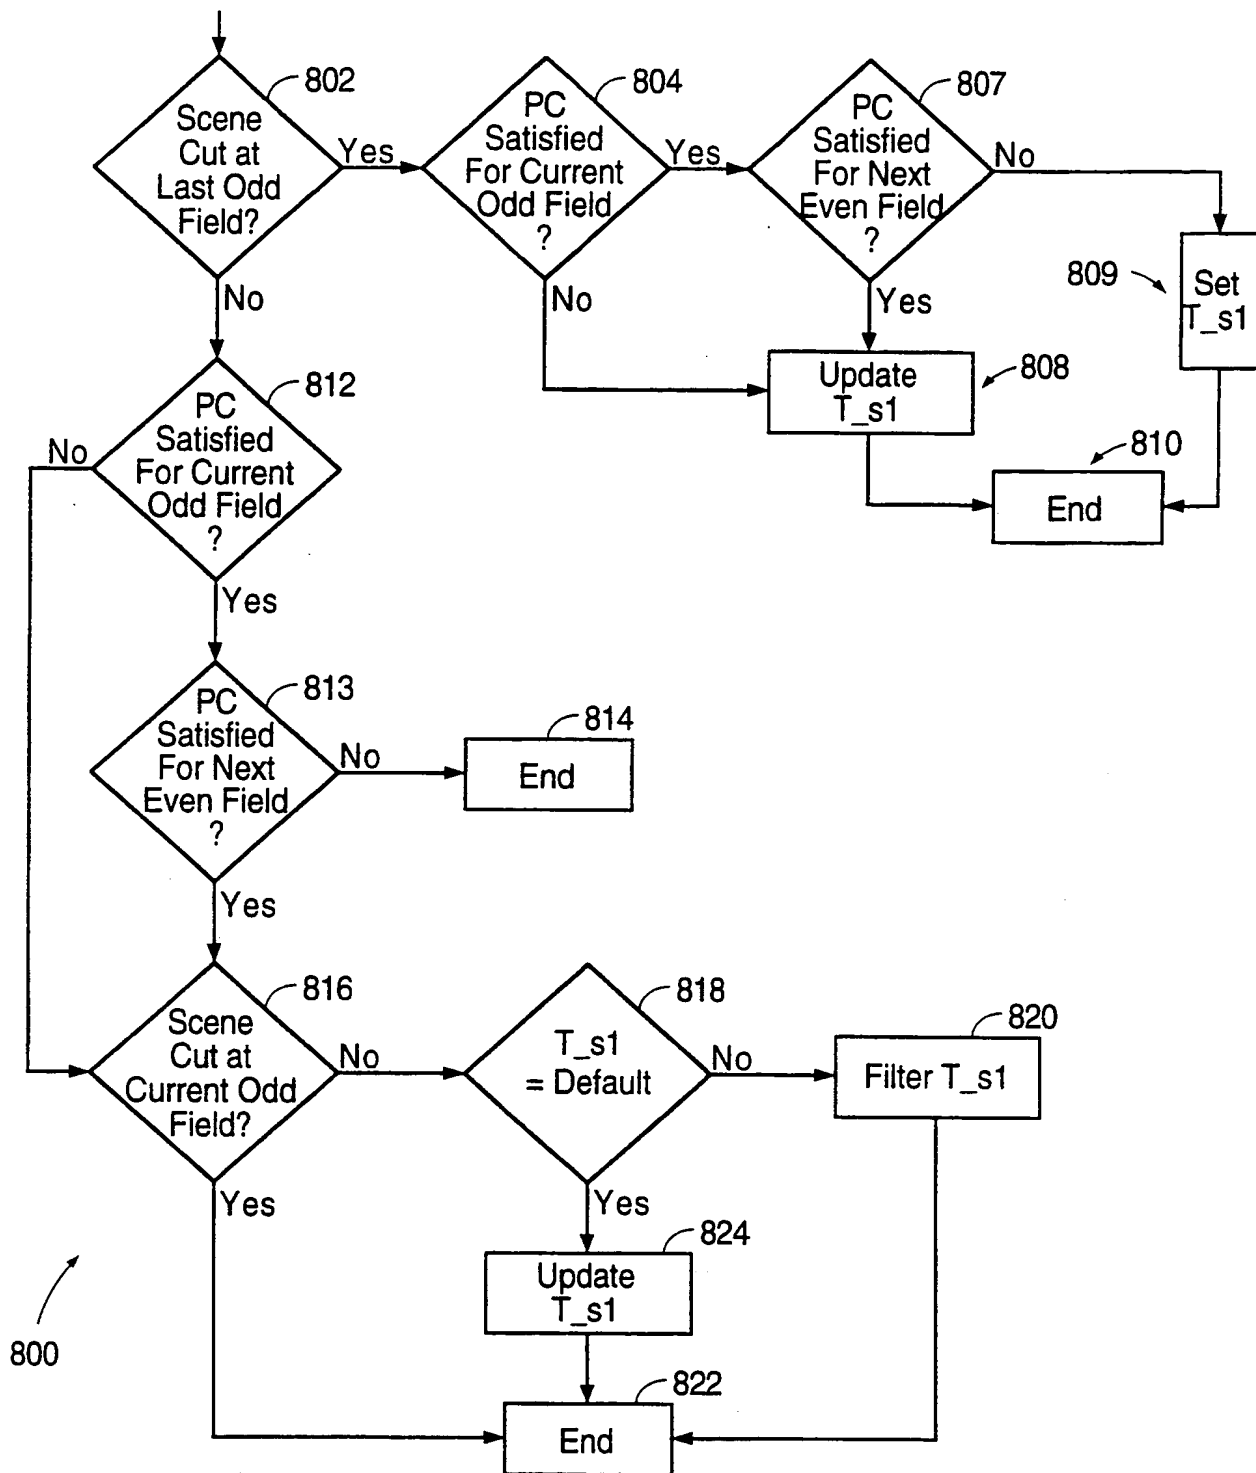 802
Scene
Cut at
Last Odd
Field?
Yes
No
804
PC
Satisfied
For Current
Odd Field
?
Yes
No
807
PC
Satisfied
For Next
Even Field
?
No
Yes
809
Set
T_s1
Update
T_s1
808
810
End
812
PC
Satisfied
For Current
Odd Field
?
No
Yes
813
PC
Satisfied
For Next
Even Field
?
No
Yes
814
End
816
Scene
Cut at
Current Odd
Field?
No
Yes
818
T_s1
= Default
No
Yes
820
Filter T_s1
824
Update
T_s1
822
End
800